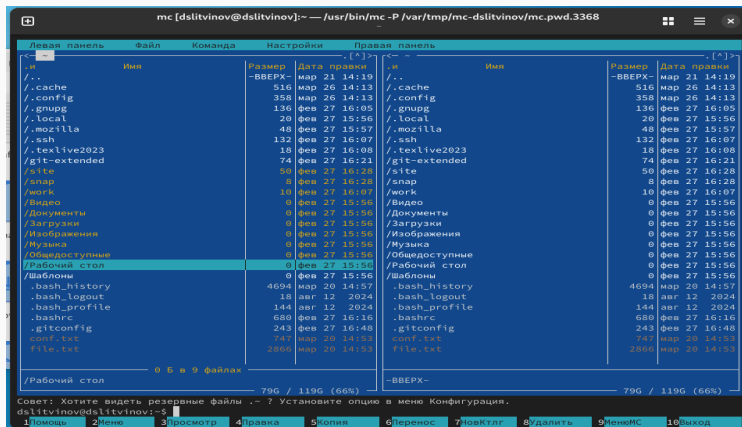 mc [dslitvinov@dslitvinov]:~ — /usr/bin/mc -P /var/tmp/mc-dslitvinov/mc.pwd.3368
Левая панель Файл Команда Настройки Правая панель
<- ~ .[^]> <- ~ .[^]>
.и Имя Размер Дата правки .и Имя Размер Дата правки
/.. -ВВЕРХ- мар 21 14:19 /.. -ВВЕРХ- мар 21 14:19
/.cache 516 мар 26 14:13 /.cache 516 мар 26 14:13
/.config 358 мар 26 14:13 /.config 358 мар 26 14:13
/.gnupg 136 фев 27 16:05 /.gnupg 136 фев 27 16:05
/.local 20 фев 27 15:56 /.local 20 фев 27 15:56
/.mozilla 48 фев 27 15:57 /.mozilla 48 фев 27 15:57
/.ssh 132 фев 27 16:07 /.ssh 132 фев 27 16:07
/.texlive2023 18 фев 27 16:08 /.texlive2023 18 фев 27 16:08
/git-extended 74 фев 27 16:21 /git-extended 74 фев 27 16:21
/site 50 фев 27 16:28 /site 50 фев 27 16:28
/snap 8 фев 27 16:28 /snap 8 фев 27 16:28
/work 10 фев 27 16:07 /work 10 фев 27 16:07
/Видео 0 фев 27 15:56 /Видео 0 фев 27 15:56
/Документы 0 фев 27 15:56 /Документы 0 фев 27 15:56
/Загрузки 0 фев 27 15:56 /Загрузки 0 фев 27 15:56
/Изображения 0 фев 27 15:56 /Изображения 0 фев 27 15:56
/Музыка 0 фев 27 15:56 /Музыка 0 фев 27 15:56
/Общедоступные 0 фев 27 15:56 /Общедоступные 0 фев 27 15:56
/Рабочий стол 0 фев 27 15:56 /Рабочий стол 0 фев 27 15:56
/Шаблоны 0 фев 27 15:56 /Шаблоны 0 фев 27 15:56
.bash_history 4694 мар 20 14:57 .bash_history 4694 мар 20 14:57
.bash_logout 18 авг 12 2024 .bash_logout 18 авг 12 2024
.bash_profile 144 авг 12 2024 .bash_profile 144 авг 12 2024
.bashrc 680 фев 27 16:16 .bashrc 680 фев 27 16:16
.gitconfig 243 фев 27 16:48 .gitconfig 243 фев 27 16:48
conf.txt 747 мар 20 14:53 conf.txt 747 мар 20 14:53
file.txt 2866 мар 20 14:53 file.txt 2866 мар 20 14:53
0 Б в 9 файлах
/Рабочий стол -ВВЕРХ-
79G / 119G (66%) 79G / 119G (66%)
Совет: Хотите видеть резервные файлы .~ ? Установите опцию в меню Конфигурация.
dslitvinov@dslitvinov:~$
1Помощь 2Меню 3Просмотр 4Правка 5Копия 6Перенос 7НовКтлг 8Удалить 9МенюМС 10Выход